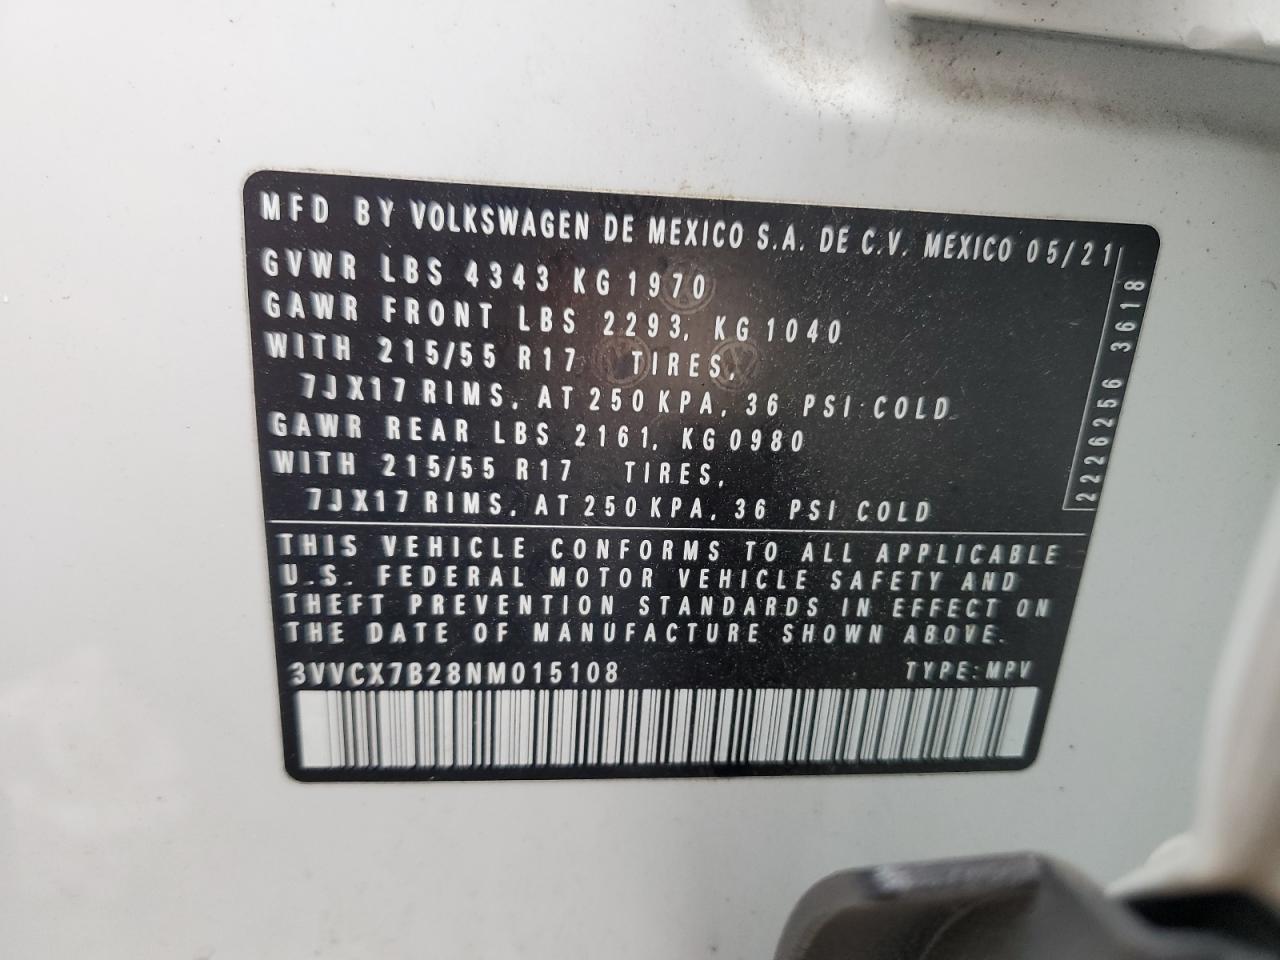 MFD BY VOLKSWAGEN DE MEXICO S.A. DE C.V. MEXICO 05/21
GVWR LBS 4343 KG 1970
GAWR FRONT LBS 2293, KG 1040
WITH 215/55 R17 TIRES,
7JX17 RIMS, AT 250 KPA, 36 PSI COLD
GAWR REAR LBS 2161, KG 0980
WITH 215/55 R17 TIRES,
7JX17 RIMS, AT 250 KPA, 36 PSI COLD
2226256 3618
THIS VEHICLE CONFORMS TO ALL APPLICABLE
U.S. FEDERAL MOTOR VEHICLE SAFETY AND
THEFT PREVENTION STANDARDS IN EFFECT ON
THE DATE OF MANUFACTURE SHOWN ABOVE.
3VVCX7B28NM015108 TYPE: MPV